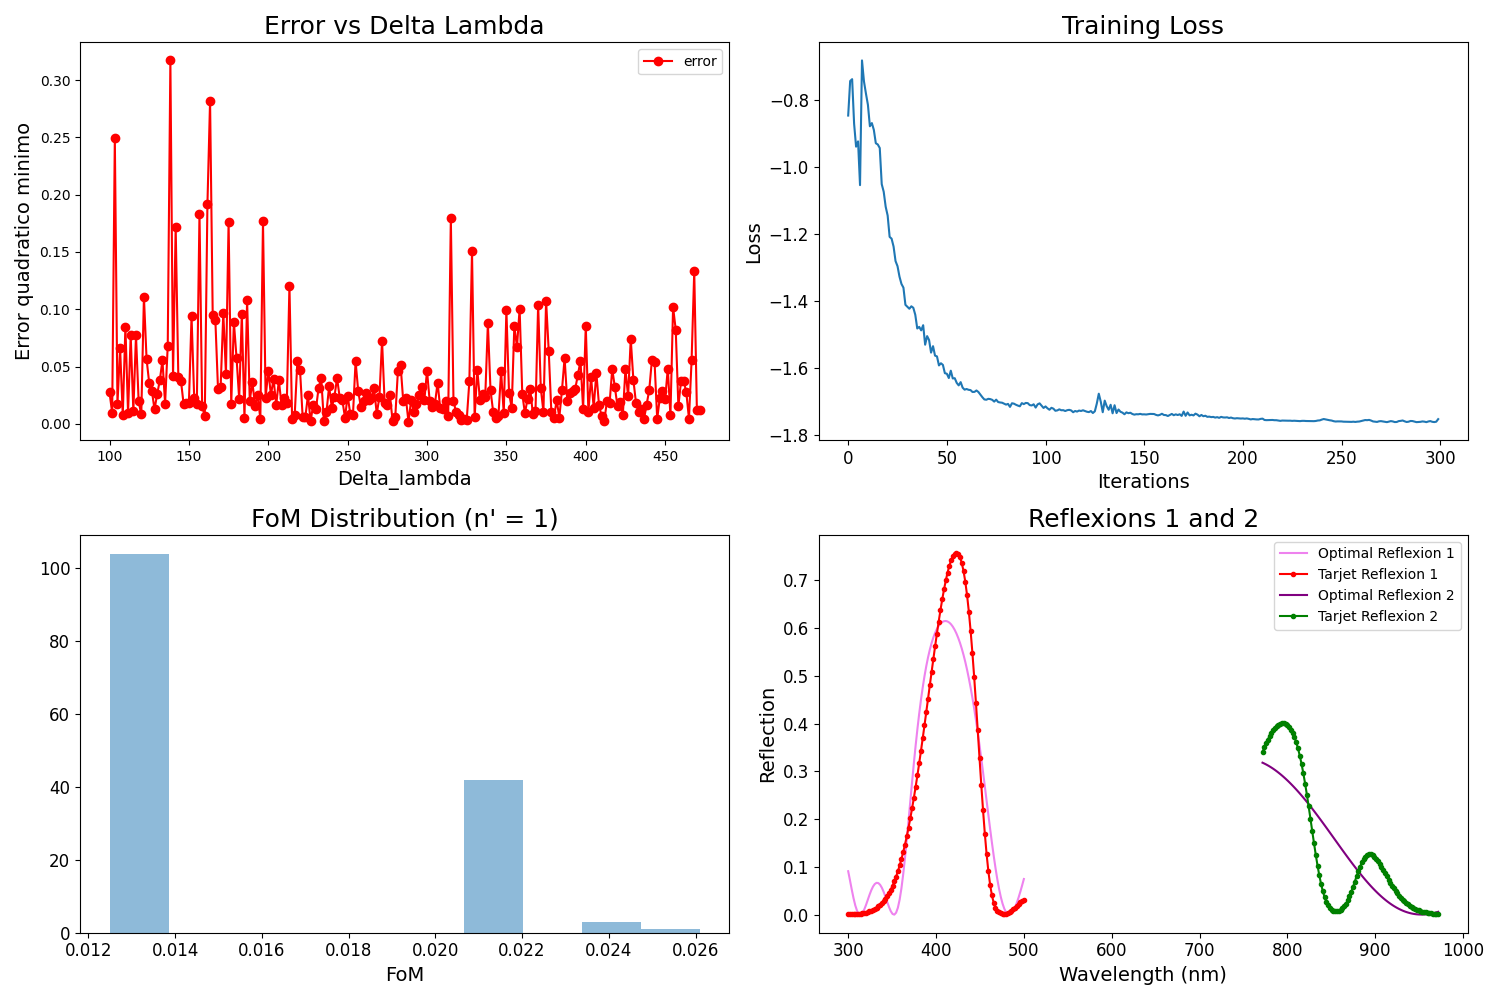 Error vs Delta Lambda
error
Error quadratico minimo
0.30
0.25
0.20
0.15
0.10
0.05
0.00
100 150 200 250 300 350 400 450
Delta_lambda
Training Loss
Loss
−0.8
−1.0
−1.2
−1.4
−1.6
−1.8
0 50 100 150 200 250 300
Iterations
FoM Distribution (n' = 1)
100
80
60
40
20
0
0.012 0.014 0.016 0.018 0.020 0.022 0.024 0.026
FoM
Reflexions 1 and 2
Optimal Reflexion 1
Tarjet Reflexion 1
Optimal Reflexion 2
Tarjet Reflexion 2
Reflection
0.7
0.6
0.5
0.4
0.3
0.2
0.1
0.0
300 400 500 600 700 800 900 1000
Wavelength (nm)